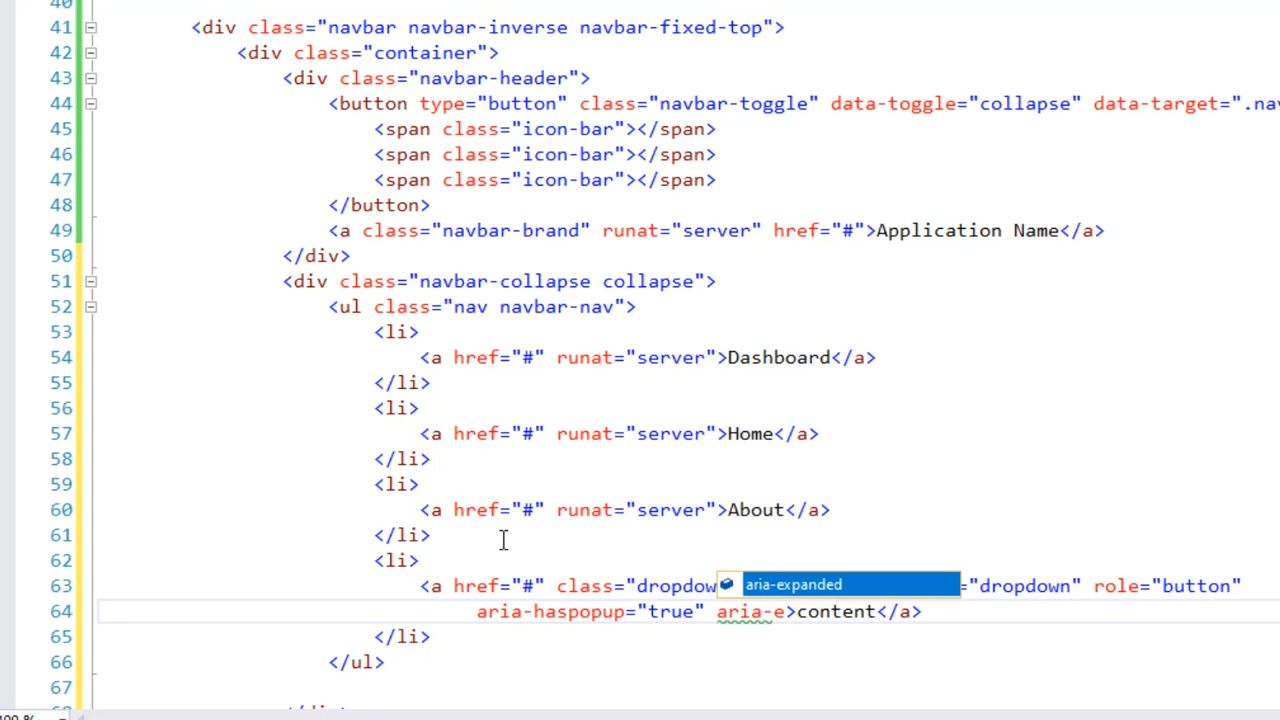 40
41 <div class="navbar navbar-inverse navbar-fixed-top">
42 <div class="container">
43 <div class="navbar-header">
44 <button type="button" class="navbar-toggle" data-toggle="collapse" data-target=".nav
45 <span class="icon-bar"></span>
46 <span class="icon-bar"></span>
47 <span class="icon-bar"></span>
48 </button>
49 <a class="navbar-brand" runat="server" href="#">Application Name</a>
50 </div>
51 <div class="navbar-collapse collapse">
52 <ul class="nav navbar-nav">
53 <li>
54 <a href="#" runat="server">Dashboard</a>
55 </li>
56 <li>
57 <a href="#" runat="server">Home</a>
58 </li>
59 <li>
60 <a href="#" runat="server">About</a>
61 </li>
62 <li>
63 <a href="#" class="dropdow aria-expanded ="dropdown" role="button"
64 aria-haspopup="true" aria-e>content</a>
65 </li>
66 </ul>
67